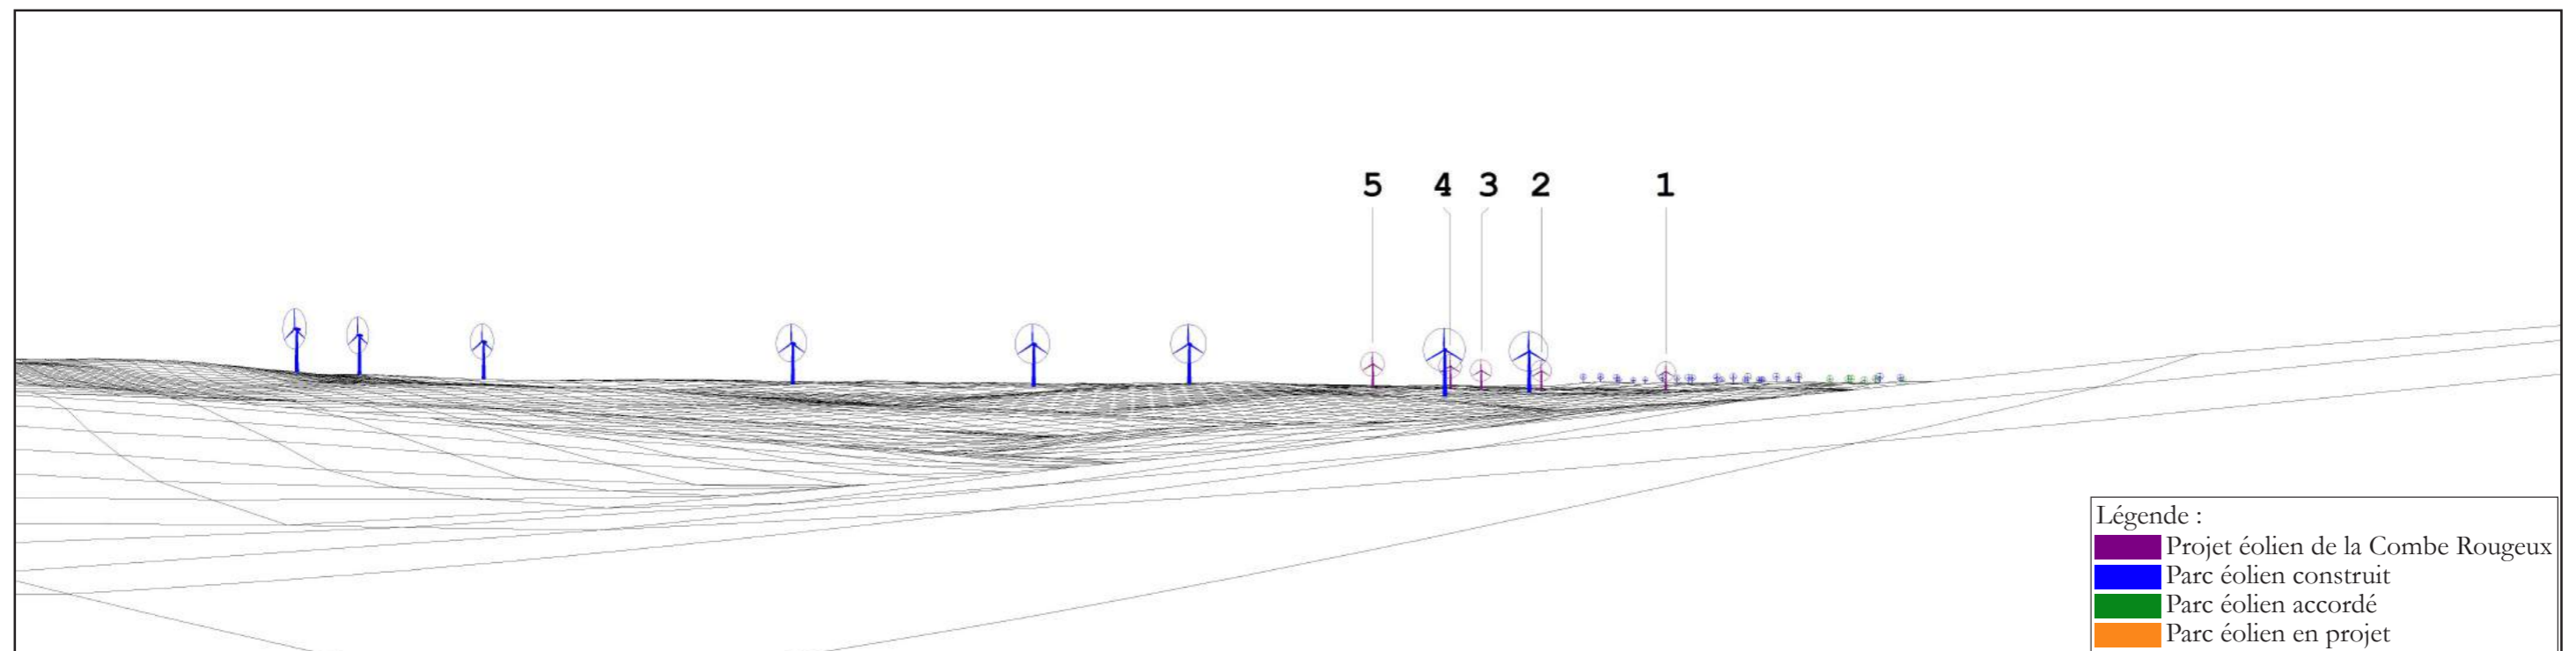 5 4 3 2 1
Légende :
Projet éolien de la Combe Rougeux
Parc éolien construit
Parc éolien accordé
Parc éolien en projet